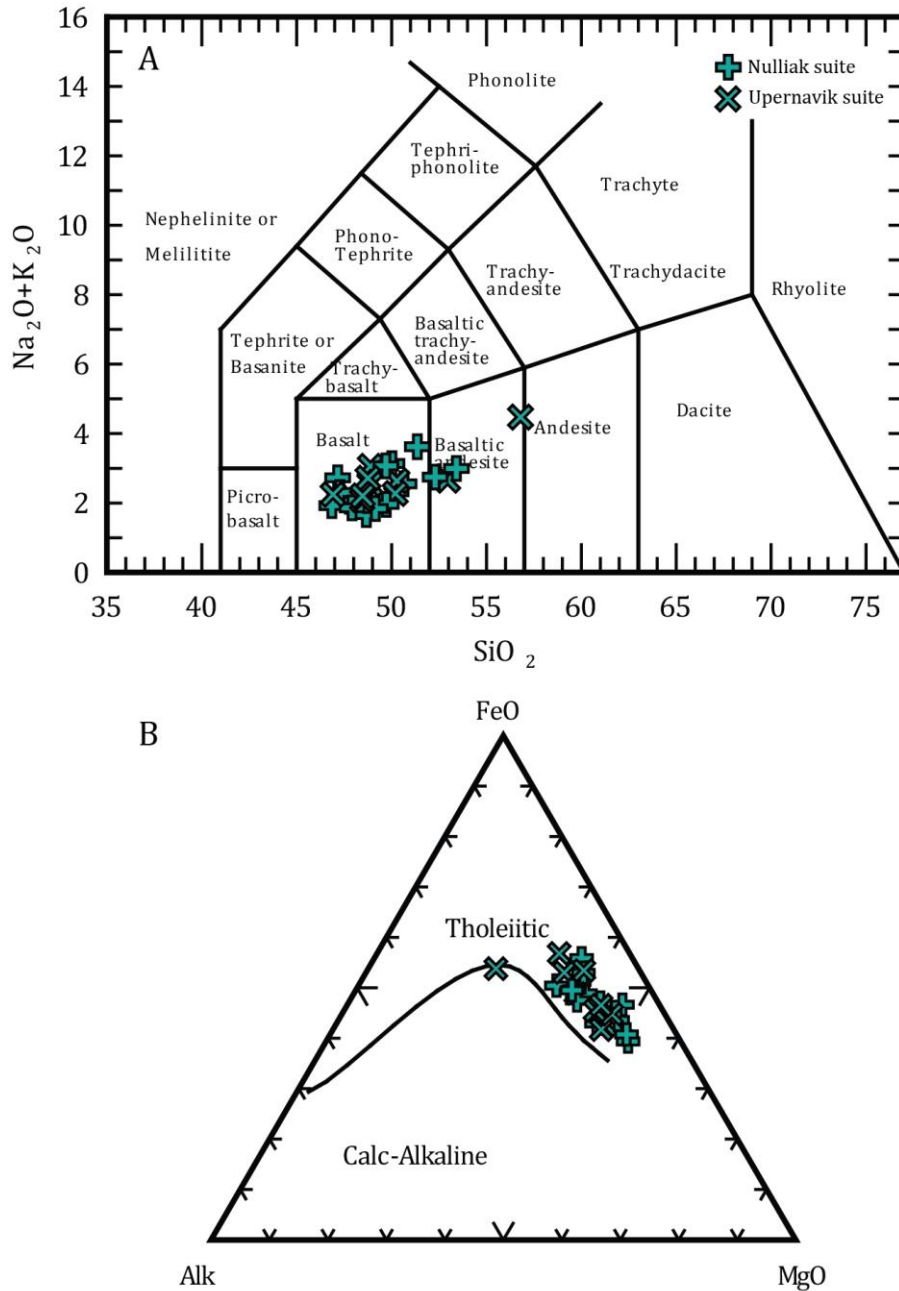 16
14
12
10
8
6
4
2
0
Na2O+K2O
A
Nulliak suite
Upernavik suite
Phonolite
Tephri-
phonolite
Trachyte
Nephelinite or
Melilitite
Phono-
Tephrite
Trachy-
andesite
Trachydacite
Rhyolite
Tephrite or
Basanite
Basaltic
trachy-
andesite
Trachy-
basalt
Basalt
Basaltic
andesite
Andesite
Dacite
Picro-
basalt
35 40 45 50 55 60 65 70 75
SiO 2
B
FeO
Tholeiitic
Calc-Alkaline
Alk
MgO